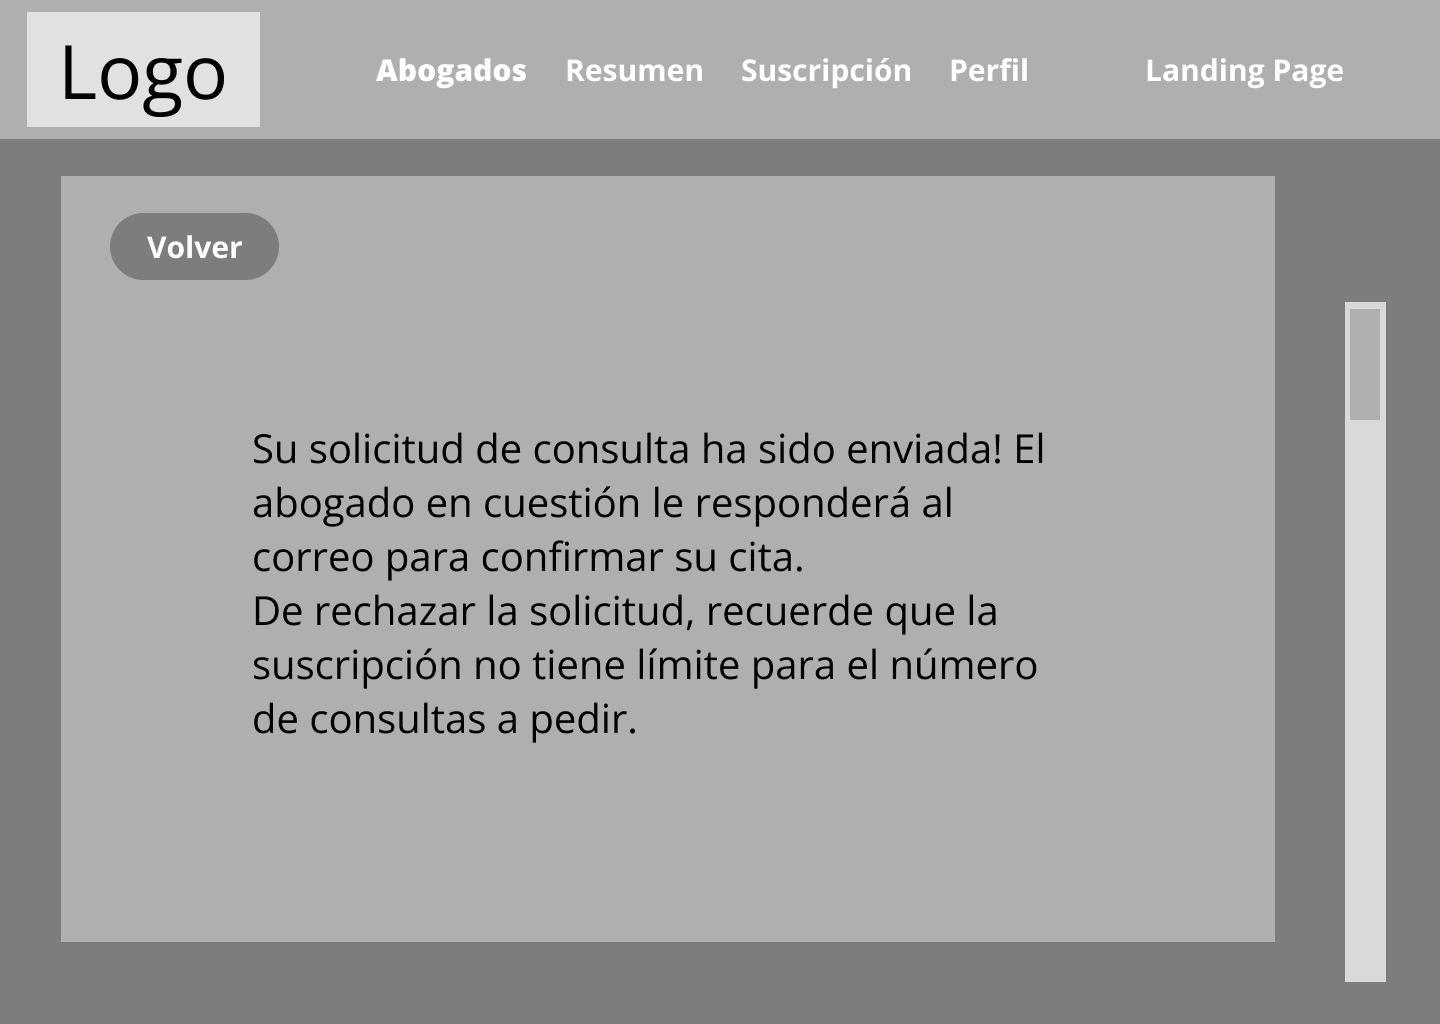 Logo
Abogados Resumen Suscripción Perfil Landing Page
Volver
Su solicitud de consulta ha sido enviada! El
abogado en cuestión le responderá al
correo para confirmar su cita.
De rechazar la solicitud, recuerde que la
suscripción no tiene límite para el número
de consultas a pedir.